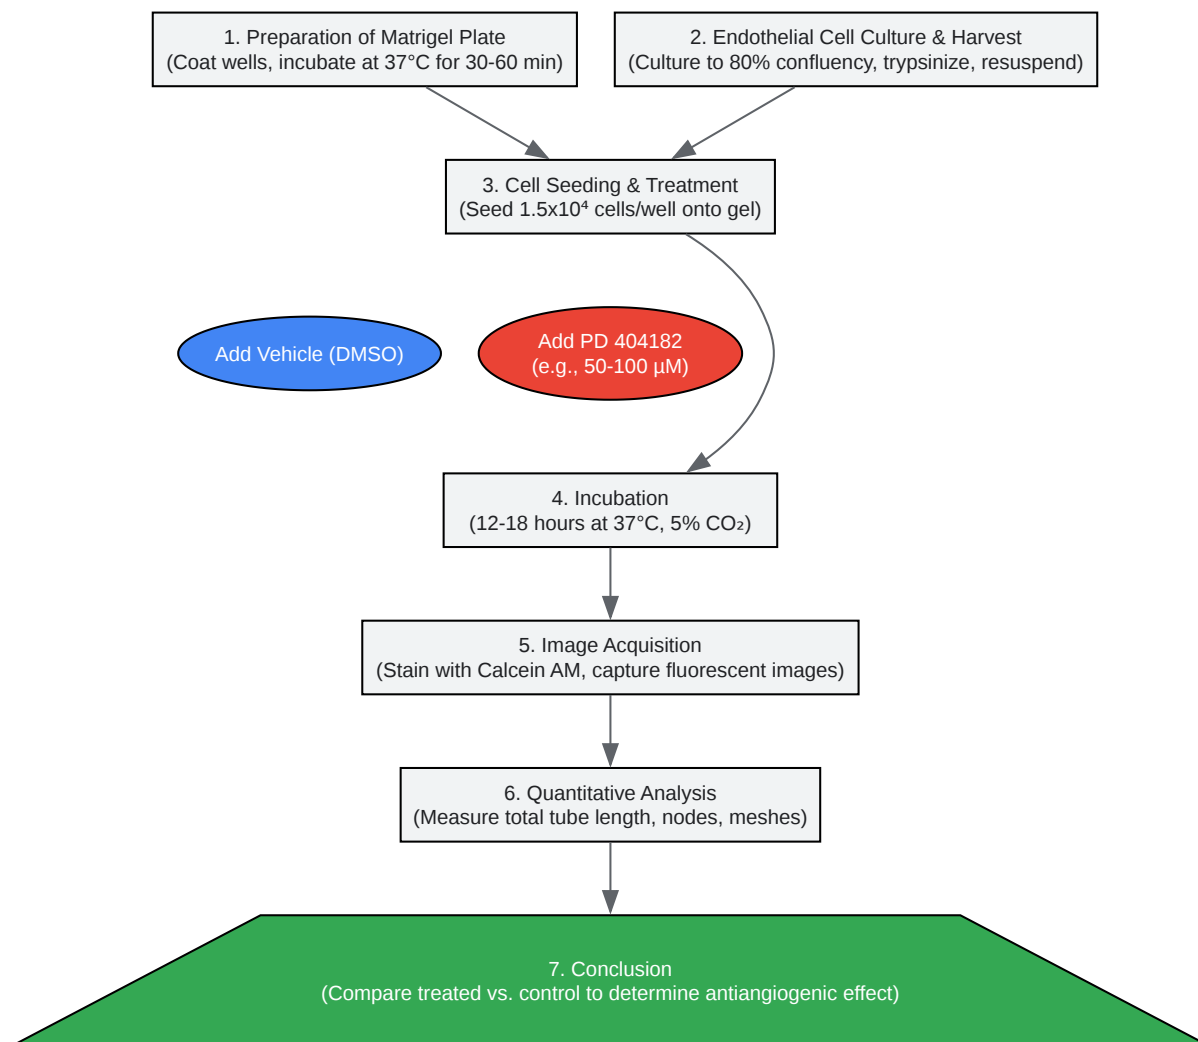 1. Preparation of Matrigel Plate
(Coat wells, incubate at 37°C for 30-60 min)
2. Endothelial Cell Culture & Harvest
(Culture to 80% confluency, trypsinize, resuspend)
3. Cell Seeding & Treatment
(Seed 1.5x10⁴ cells/well onto gel)
Add Vehicle (DMSO)
Add PD 404182
(e.g., 50-100 µM)
4. Incubation
(12-18 hours at 37°C, 5% CO₂)
5. Image Acquisition
(Stain with Calcein AM, capture fluorescent images)
6. Quantitative Analysis
(Measure total tube length, nodes, meshes)
7. Conclusion
(Compare treated vs. control to determine antiangiogenic effect)